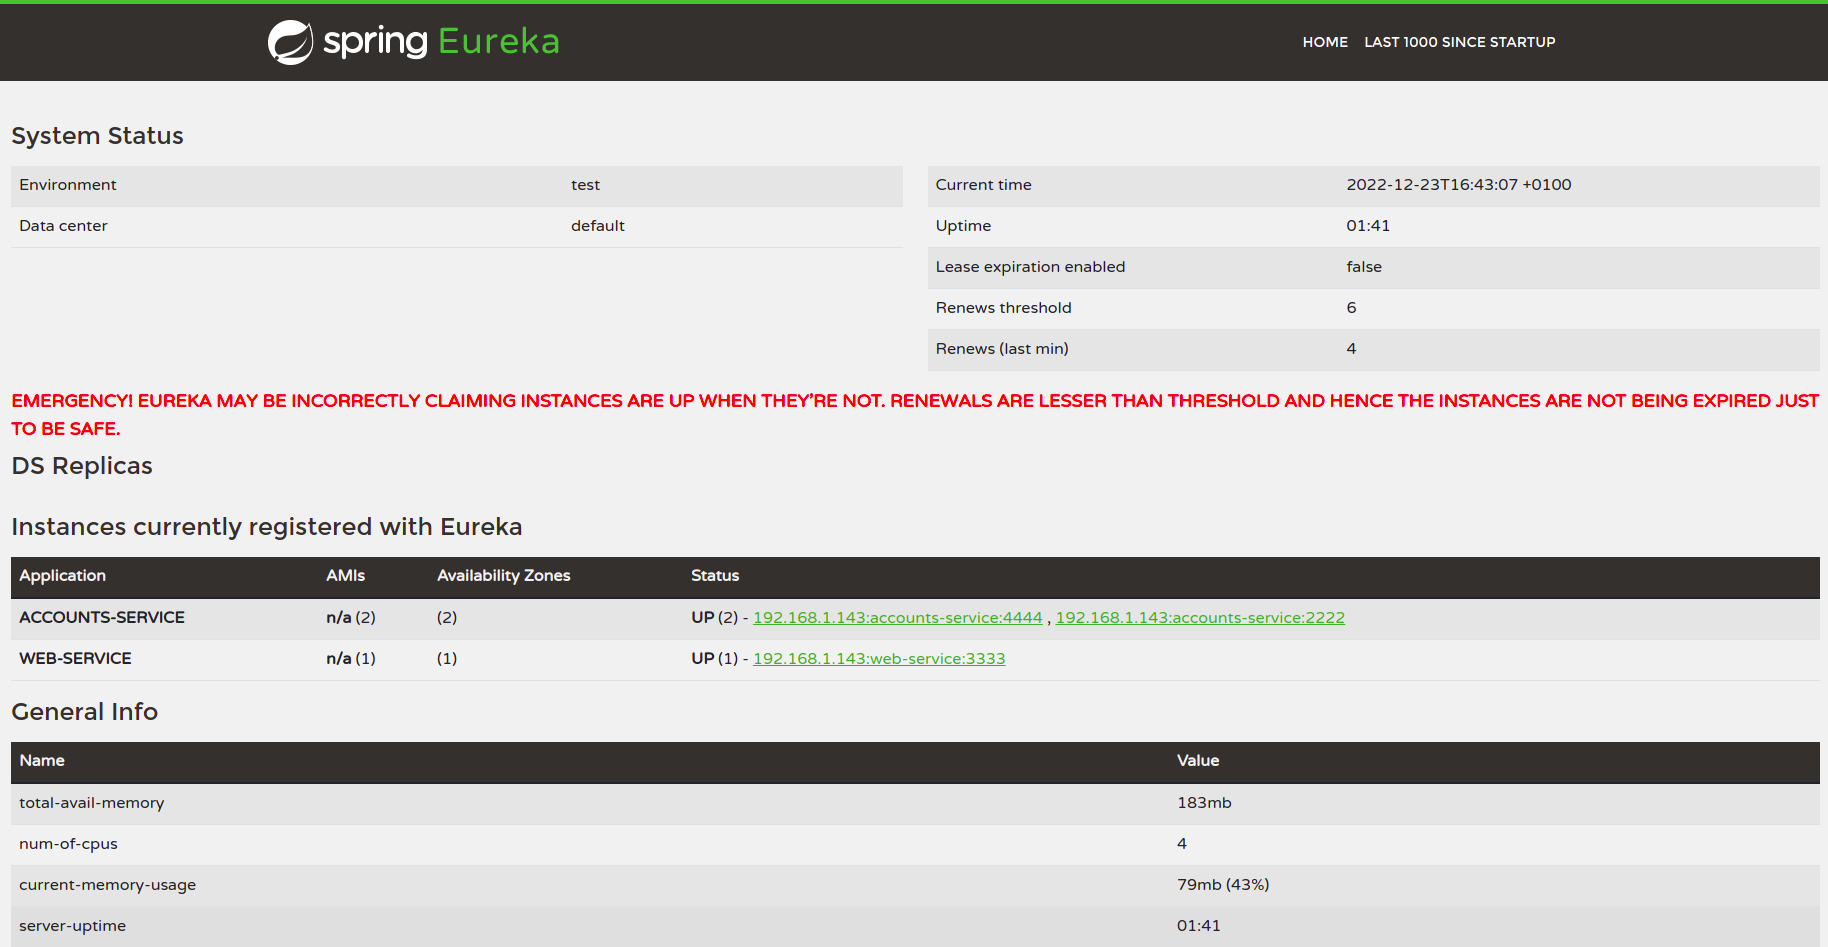 spring Eureka
HOME LAST 1000 SINCE STARTUP
System Status
Environment test
Data center default
Current time 2022-12-23T16:43:07 +0100
Uptime 01:41
Lease expiration enabled false
Renews threshold 6
Renews (last min) 4
EMERGENCY! EUREKA MAY BE INCORRECTLY CLAIMING INSTANCES ARE UP WHEN THEY'RE NOT. RENEWALS ARE LESSER THAN THRESHOLD AND HENCE THE INSTANCES ARE NOT BEING EXPIRED JUST
TO BE SAFE.
DS Replicas
Instances currently registered with Eureka
Application AMIs Availability Zones Status
ACCOUNTS-SERVICE n/a (2) (2) UP (2) - 192.168.1.143:accounts-service:4444 , 192.168.1.143:accounts-service:2222
WEB-SERVICE n/a (1) (1) UP (1) - 192.168.1.143:web-service:3333
General Info
Name Value
total-avail-memory 183mb
num-of-cpus 4
current-memory-usage 79mb (43%)
server-uptime 01:41